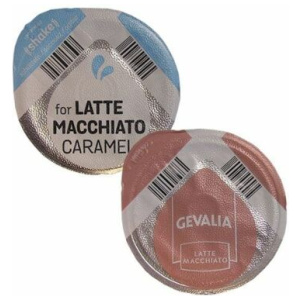 for LATTE
MACCHIATO
CARAMEL
GEVALIA
LATTE
MACCHIATO